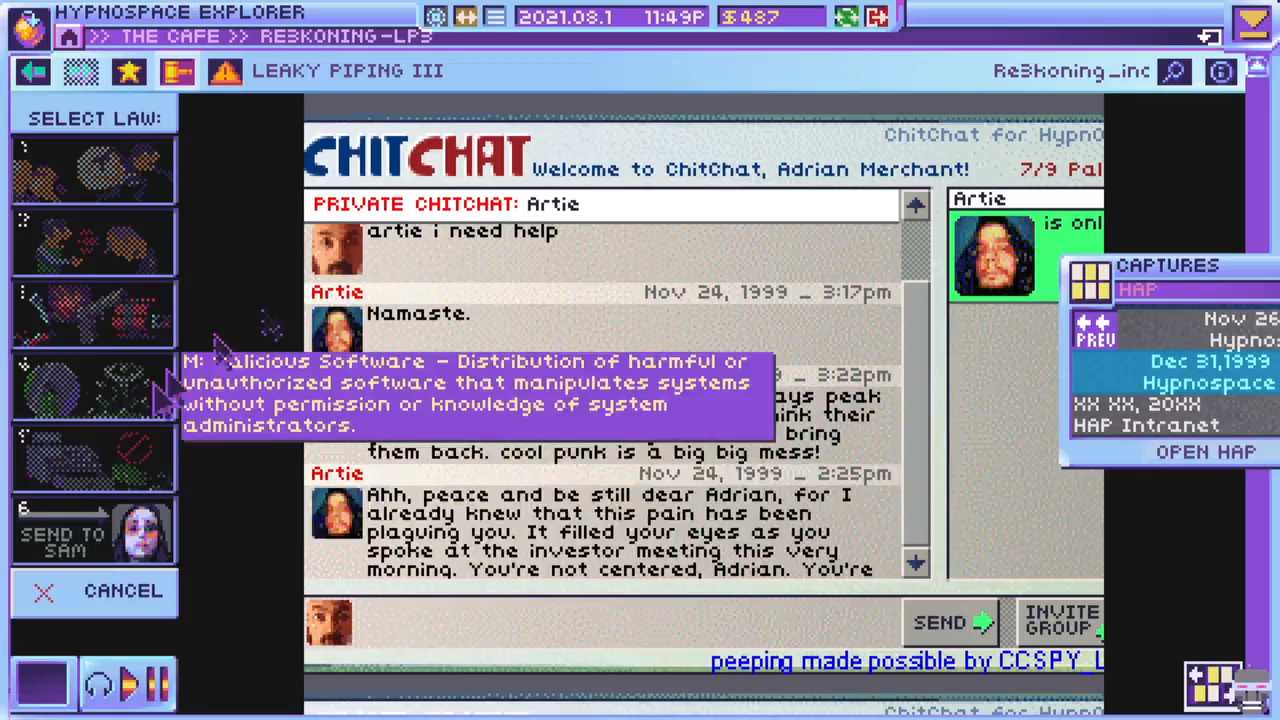 HYPNOSPACE EXPLORER
2021.08.1 11:49P
$ 487
>> THE CAFE >> RE3KONING-LP3
LEAKY PIPING III
Re3koning_inc
SELECT LAW:
CHITCHAT
ChitChat for Hypn0
Welcome to ChitChat, Adrian Merchant!
7/9 Pal
PRIVATE CHITCHAT: Artie
Artie
artie i need help
is onl
Artie
Nov 24, 1999 _ 3:17pm
Namaste.
CAPTURES
HAP
PREV
Nov 26
Hypnos
Dec 31,1999
Hypnospace
XX XX, 20XX
HAP Intranet
OPEN HAP
M: Malicious Software - Distribution of harmful or
unauthorized software that manipulates systems
without permission or knowledge of system
administrators.
_ 3:22pm
ays peak
ink their
bring
them back. cool punk is a big big mess!
Artie
Nov 24, 1999 _ 2:25pm
Ahh, peace and be still dear Adrian, for I
already knew that this pain has been
plaguing you. It filled your eyes as you
spoke at the investor meeting this very
morning. You're not centered, Adrian. You're
6
SEND TO
SAM
CANCEL
SEND
INVITE
GROUP
peeping made possible by CCSPY_L
ChitChat for Hypn0